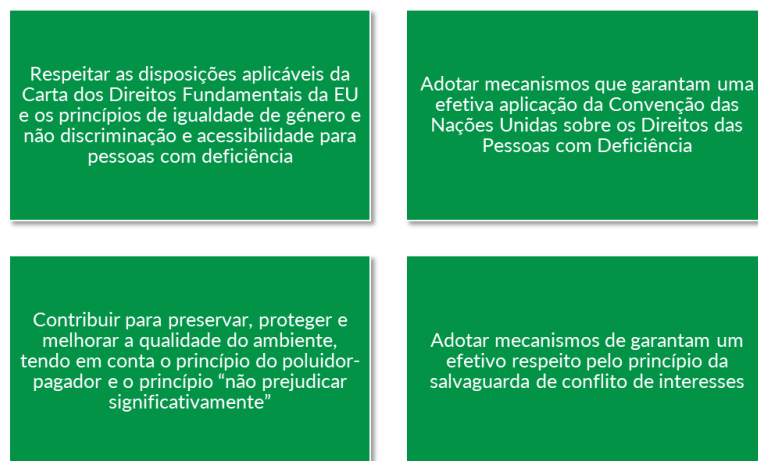 Respeitar as disposições aplicáveis da
Carta dos Direitos Fundamentais da EU
e os princípios de igualdade de género e
não discriminação e acessibilidade para
pessoas com deficiência
Adotar mecanismos que garantam uma
efetiva aplicação da Convenção das
Nações Unidas sobre os Direitos das
Pessoas com Deficiência
Contribuir para preservar, proteger e
melhorar a qualidade do ambiente,
tendo em conta o princípio do poluidor-
pagador e o princípio “não prejudicar
significativamente”
Adotar mecanismos de garantam um
efetivo respeito pelo princípio da
salvaguarda de conflito de interesses